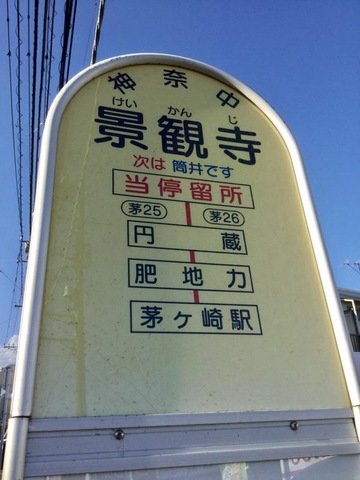 神奈中
けいかんじ
景観寺
次は 筒井です
当停留所
茅25 茅26
円蔵
肥地力
茅ヶ崎駅